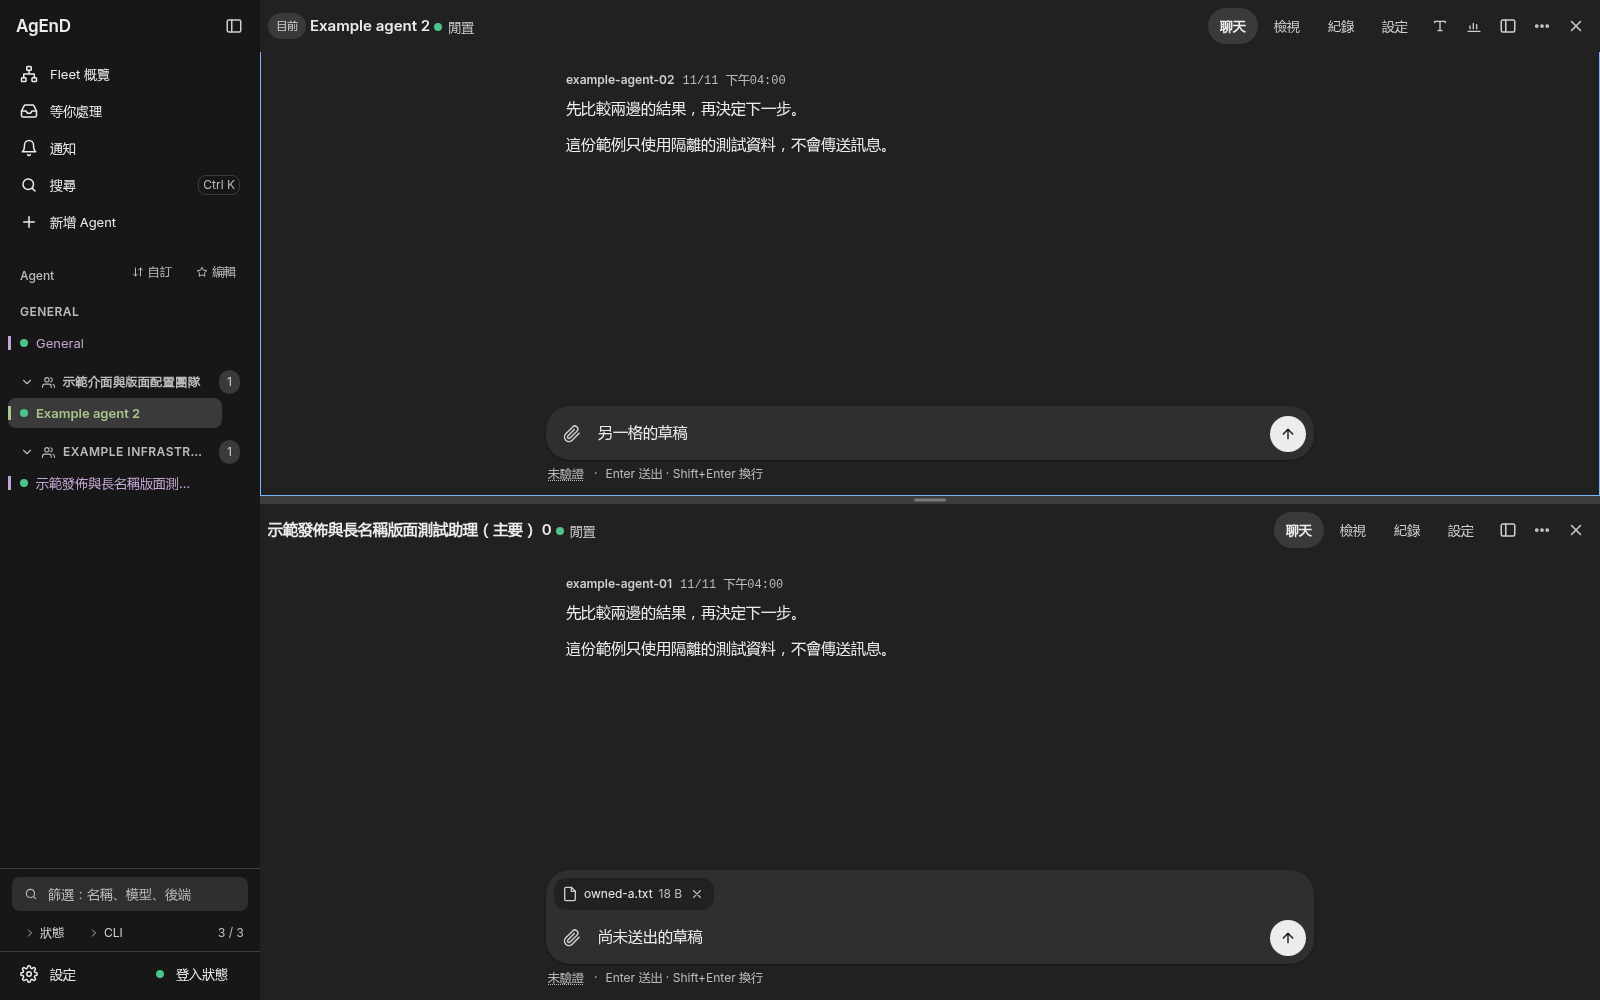 AgEnD
Fleet 概覽
等你處理
通知
搜尋 Ctrl K
新增 Agent
Agent 自訂 編輯
GENERAL
General
示範介面與版面配置團隊 1
Example agent 2
EXAMPLE INFRASTR... 1
示範發佈與長名稱版面測...
篩選：名稱、模型、後端
狀態 CLI 3 / 3
設定 登入狀態
目前 Example agent 2 閒置 聊天 檢視 紀錄 設定
example-agent-02 11/11 下午04:00
先比較兩邊的結果，再決定下一步。
這份範例只使用隔離的測試資料，不會傳送訊息。
另一格的草稿
未驗證 · Enter 送出 · Shift+Enter 換行
示範發佈與長名稱版面測試助理（主要）0 閒置 聊天 檢視 紀錄 設定
example-agent-01 11/11 下午04:00
先比較兩邊的結果，再決定下一步。
這份範例只使用隔離的測試資料，不會傳送訊息。
owned-a.txt 18 B
尚未送出的草稿
未驗證 · Enter 送出 · Shift+Enter 換行